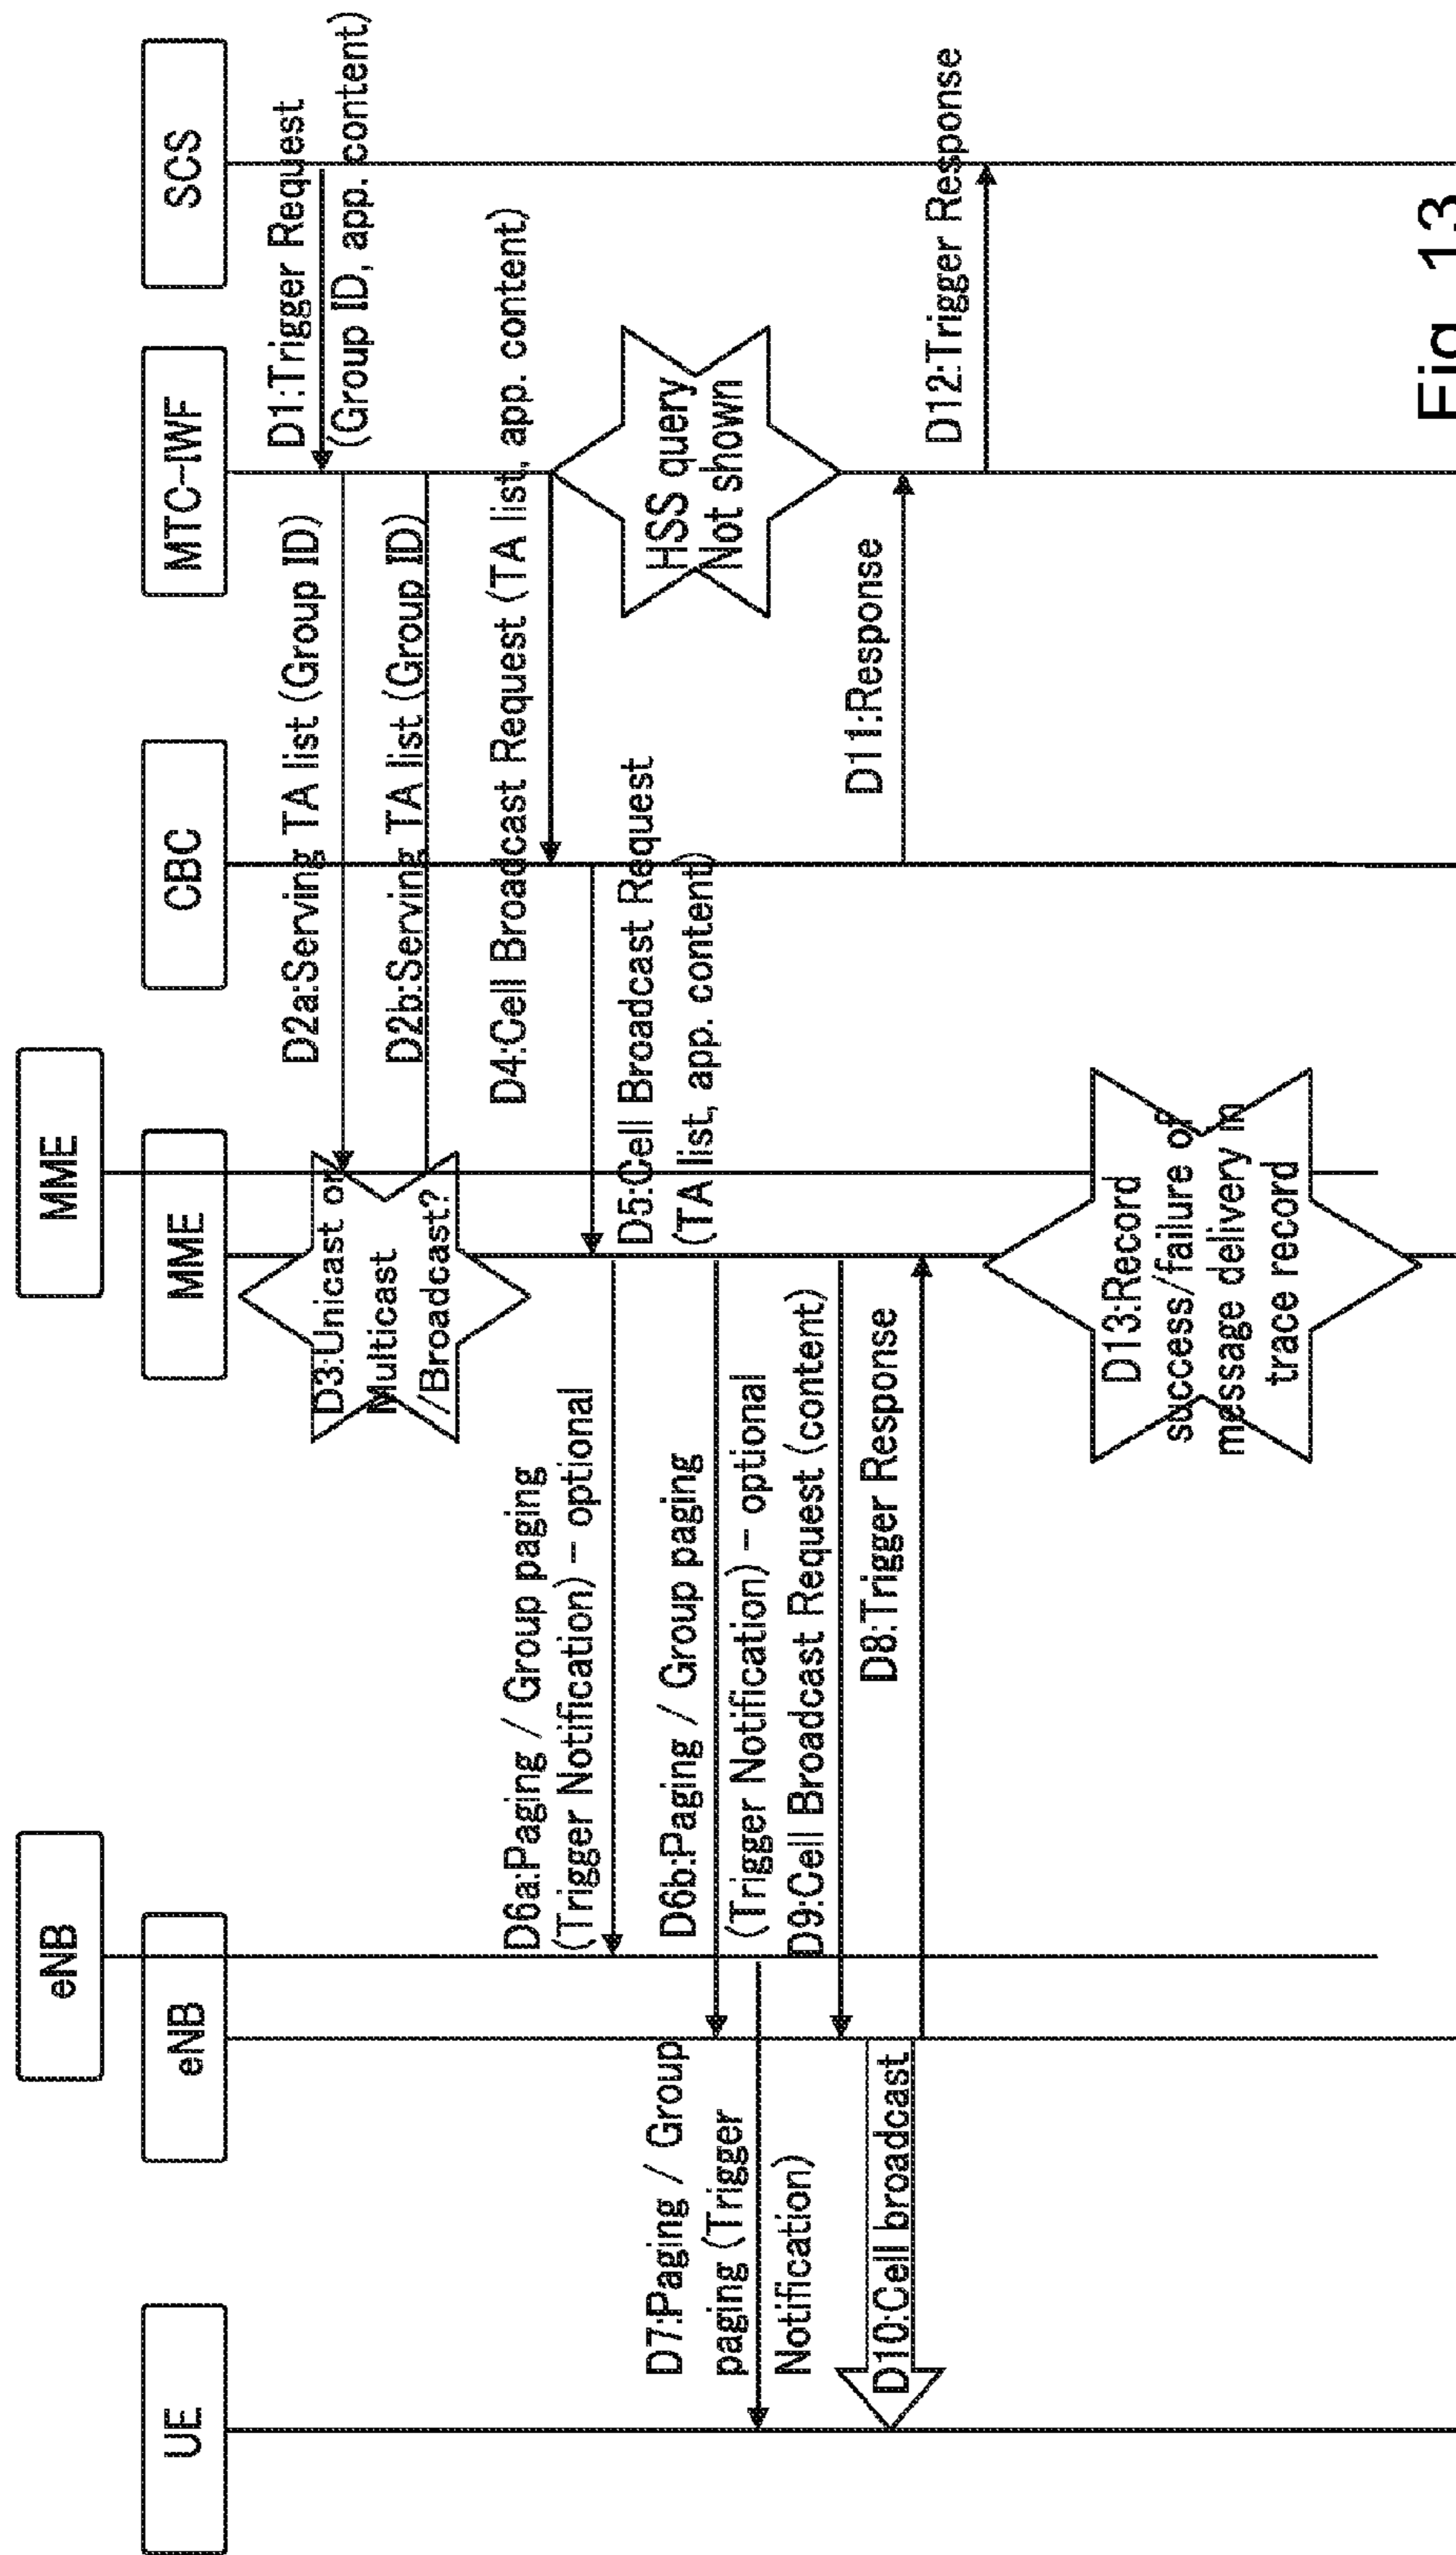 UE
eNB
eNB
MME
MME
CBC
MTC-IWF
SCS
D1:Trigger Request
(Group ID, app. content)
D2a:Serving TA list (Group ID)
D2b:Serving TA list (Group ID)
D3:Unicast or
Multicast
/Broadcast?
D4:Cell Broadcast Request (TA list, app. content)
HSS query
Not shown
D5:Cell Broadcast Request
(TA list, app. content)
D6a:Paging / Group paging
(Trigger Notification) – optional
D6b:Paging / Group paging
(Trigger Notification) – optional
D7:Paging / Group
paging (Trigger
Notification)
D9:Cell Broadcast Request (content)
D8:Trigger Response
D10:Cell broadcast
D11:Response
D12:Trigger Response
D13:Record
success/failure of
message delivery in
trace record
Fig. 13